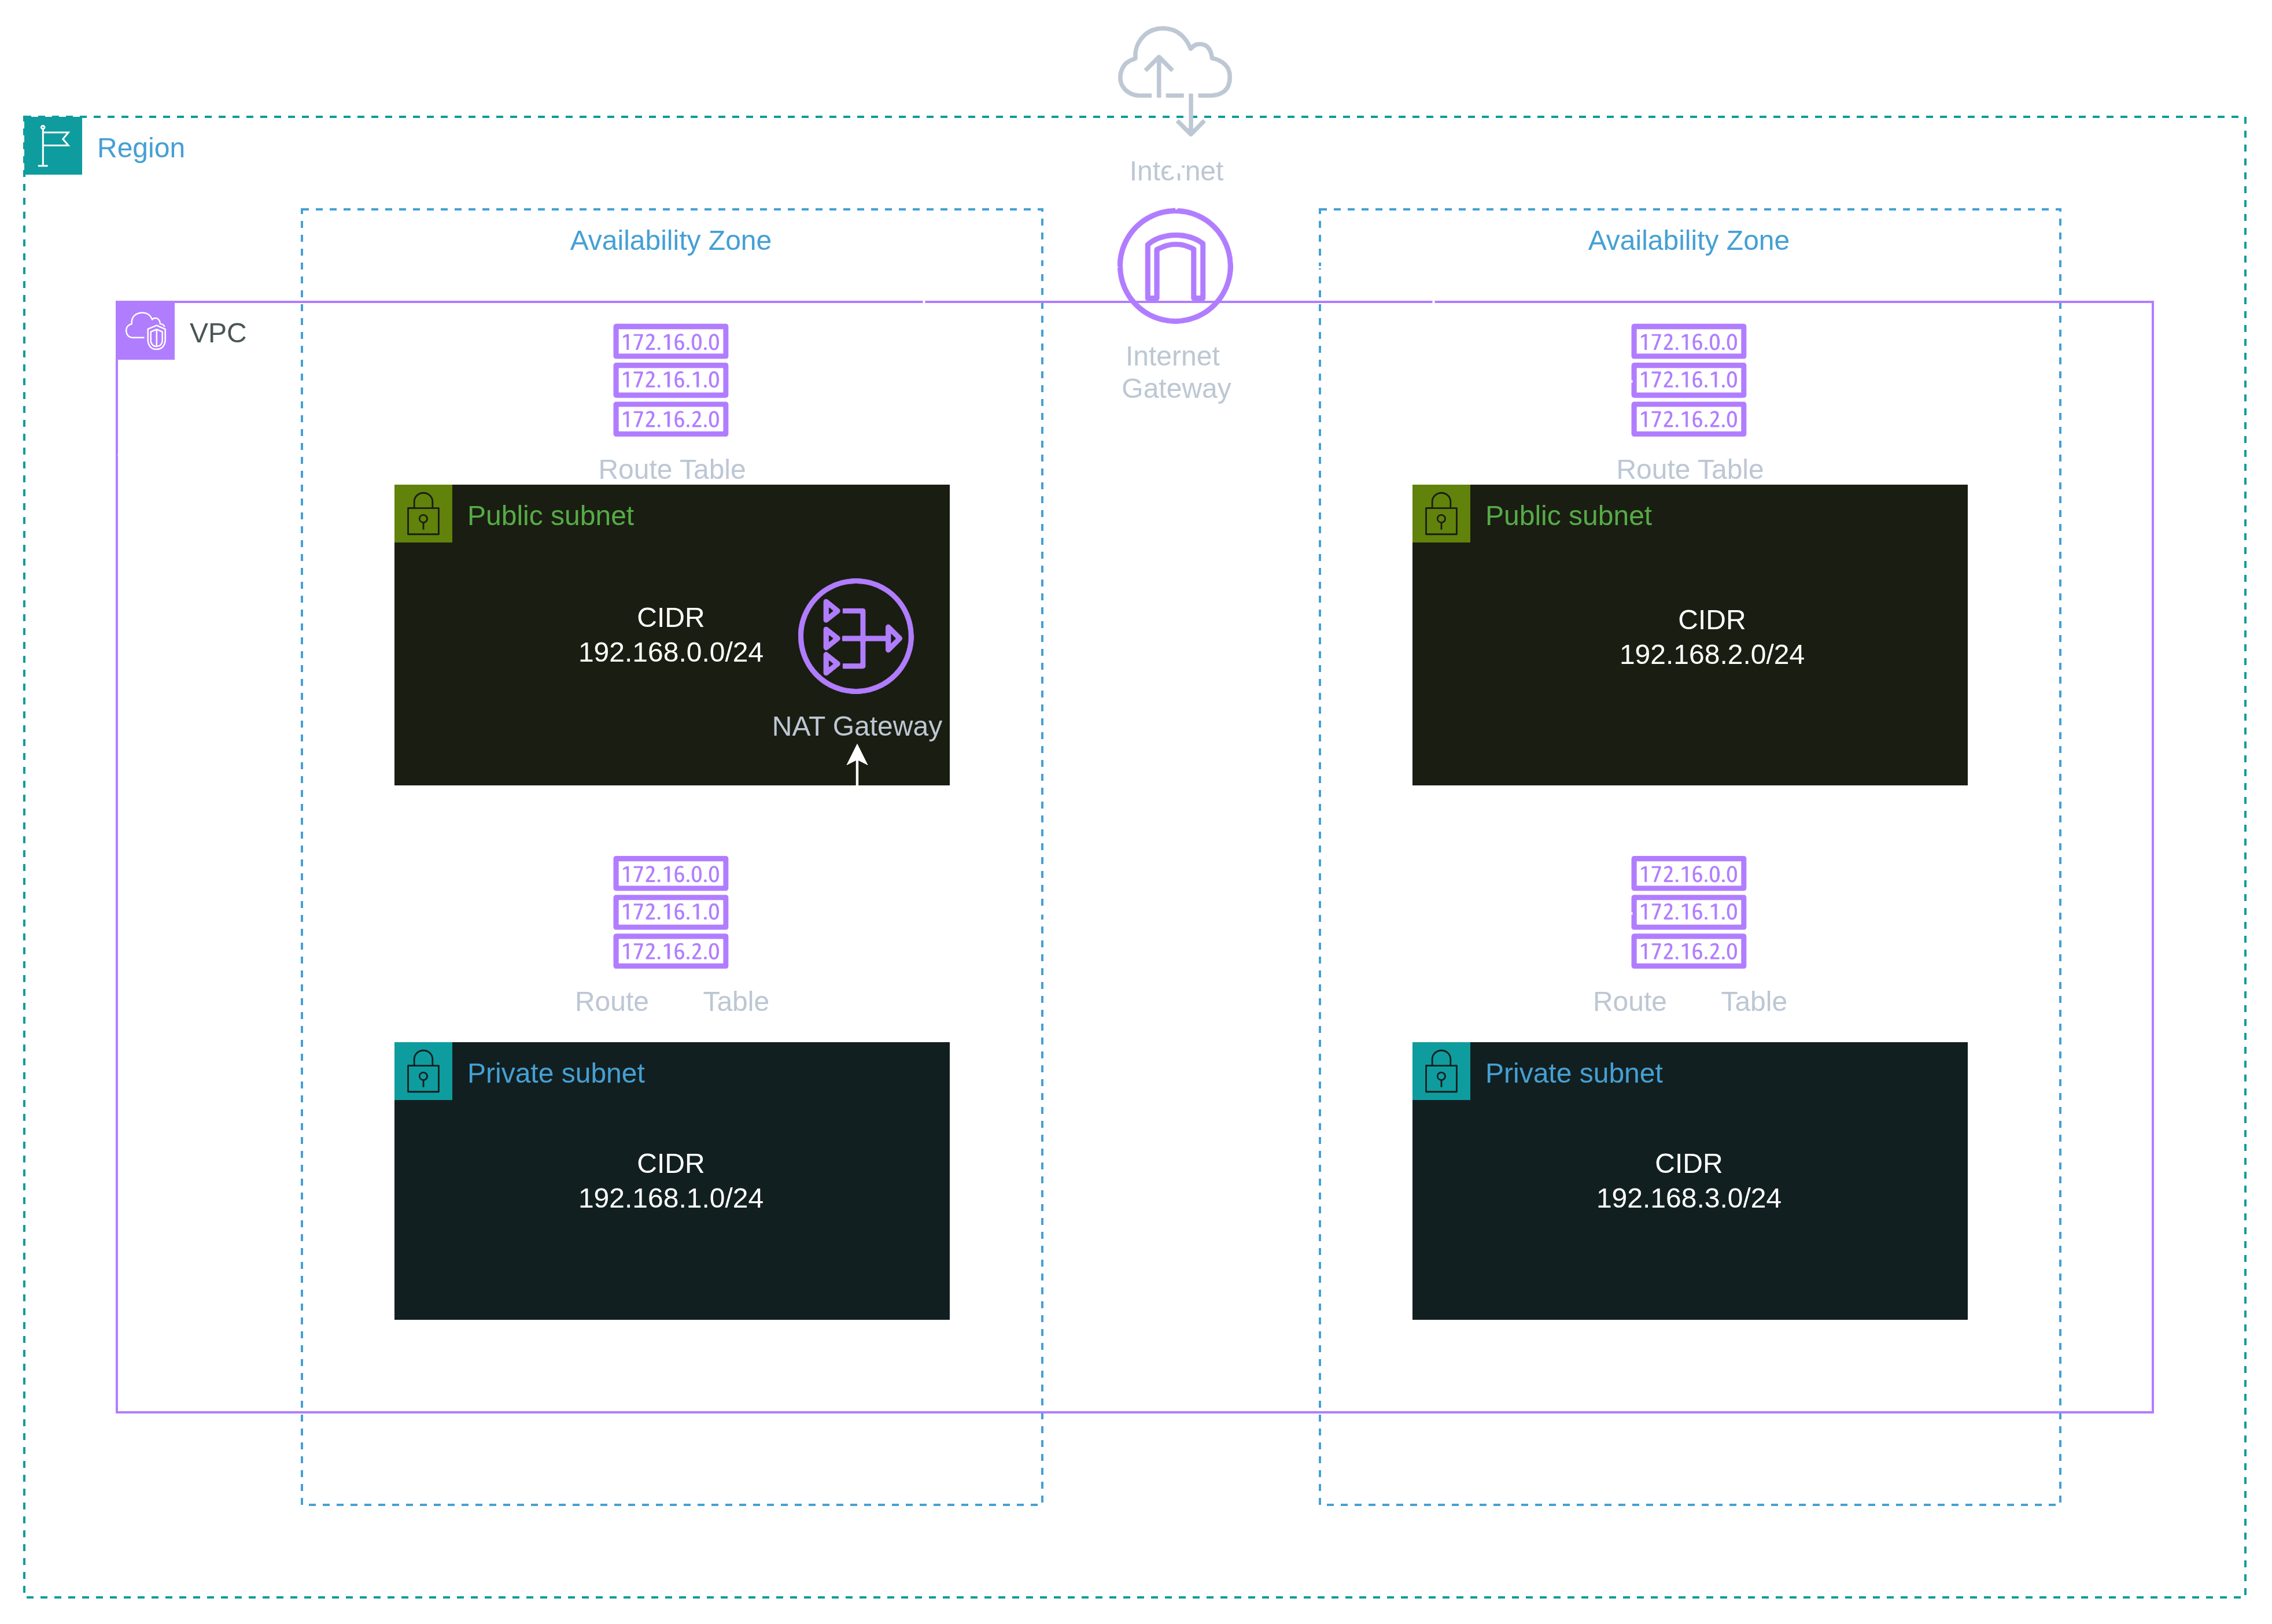 Internet
Region
Availability Zone
Availability Zone
VPC
172.16.0.0
172.16.1.0
172.16.2.0
Route Table
Internet
Gateway
172.16.0.0
172.16.1.0
172.16.2.0
Route Table
Public subnet
CIDR
192.168.0.0/24
NAT Gateway
Public subnet
CIDR
192.168.2.0/24
172.16.0.0
172.16.1.0
172.16.2.0
Route Table
172.16.0.0
172.16.1.0
172.16.2.0
Route Table
Private subnet
CIDR
192.168.1.0/24
Private subnet
CIDR
192.168.3.0/24